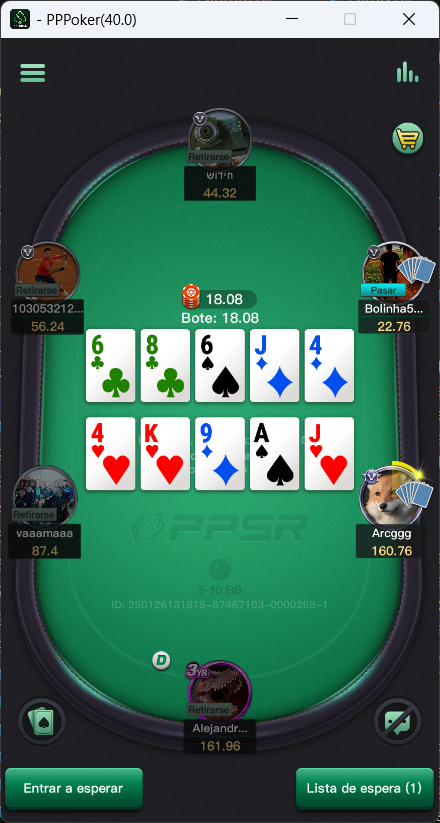 - PPPoker(40.0)
Retirarse
חידוש
44.32
Retirarse
103053212...
56.24
Pasar
Bolinha5...
22.76
18.08
Bote: 18.08
6 8 6 J 4
4 K 9 A J
Retirarse
vaaamaaa
87.4
Arcggg
160.76
PPSR
5-10 BB
ID: 250126131815-87467103-0000268-1
D
3YR
Retirarse
Alejandr...
161.96
Entrar a esperar
Lista de espera (1)